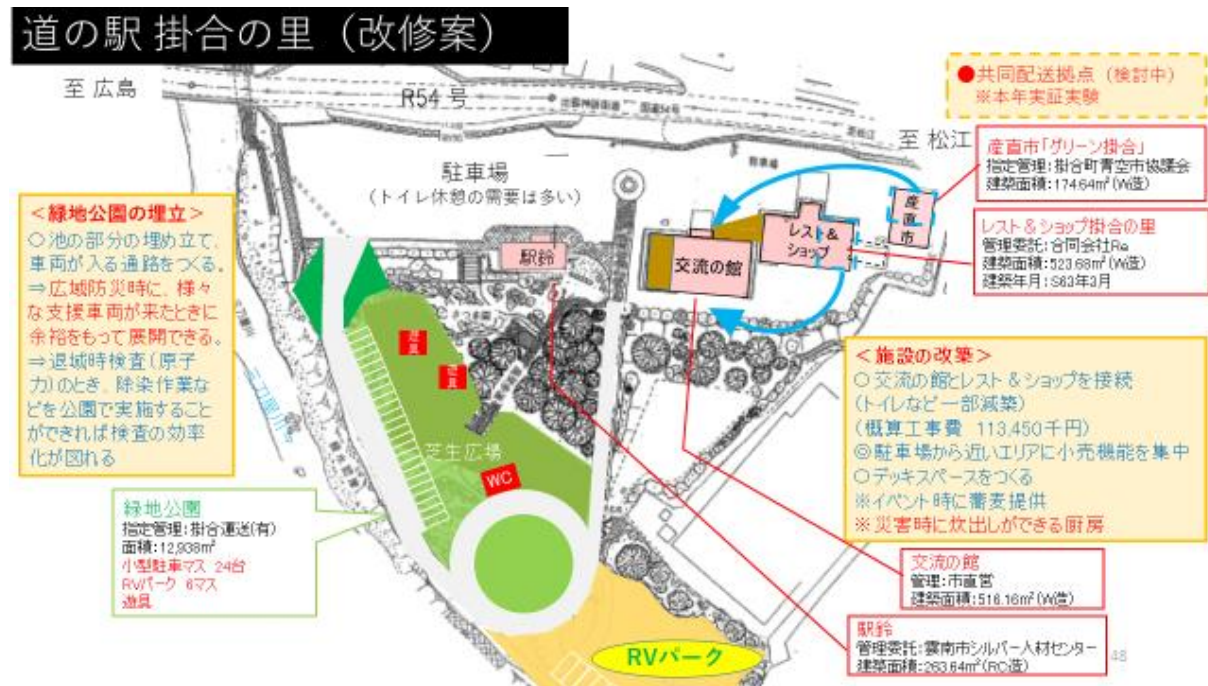 道の駅 掛合の里（改修案）
至 広島
R54 号
至 松江
●共同配送拠点（検討中）
※本年実証実験
産直市「グリーン掛合」
指定管理:掛合町青空市協議会
建築面積:174.64㎡(W造)
レスト＆ショップ掛合の里
管理委託:合同会社Re
建築面積:523.68㎡(W造)
建築年月:S63年3月
駐車場
(トイレ休憩の需要は多い)
駅鈴
交流の館
レスト＆
ショップ
産
直
市
＜緑地公園の埋立＞
○池の部分の埋め立て、
車両が入る通路をつくる。
⇒広域防災時に、様々
な支援車両が来たときに
余裕をもって展開できる。
⇒退域時検査(原子
力)のとき、除染作業な
どを公園で実施すること
ができれば検査の効率
化が図れる
遊具
遊具
芝生広場
WC
＜施設の改築＞
○交流の館とレスト＆ショップを接続
(トイレなど一部減築)
(概算工事費 113,450千円)
◎駐車場から近いエリアに小売機能を集中
○デッキスペースをつくる
※イベント時に蕎麦提供
※災害時に炊出しができる厨房
緑地公園
指定管理:掛合運送(有)
面積:12,938㎡
小型駐車マス 24台
RVパーク 6マス
遊具
交流の館
管理:市直営
建築面積:516.16㎡(W造)
駅鈴
管理委託:雲南市シルバー人材センター
建築面積:263.64㎡(RC造)
RVパーク
48